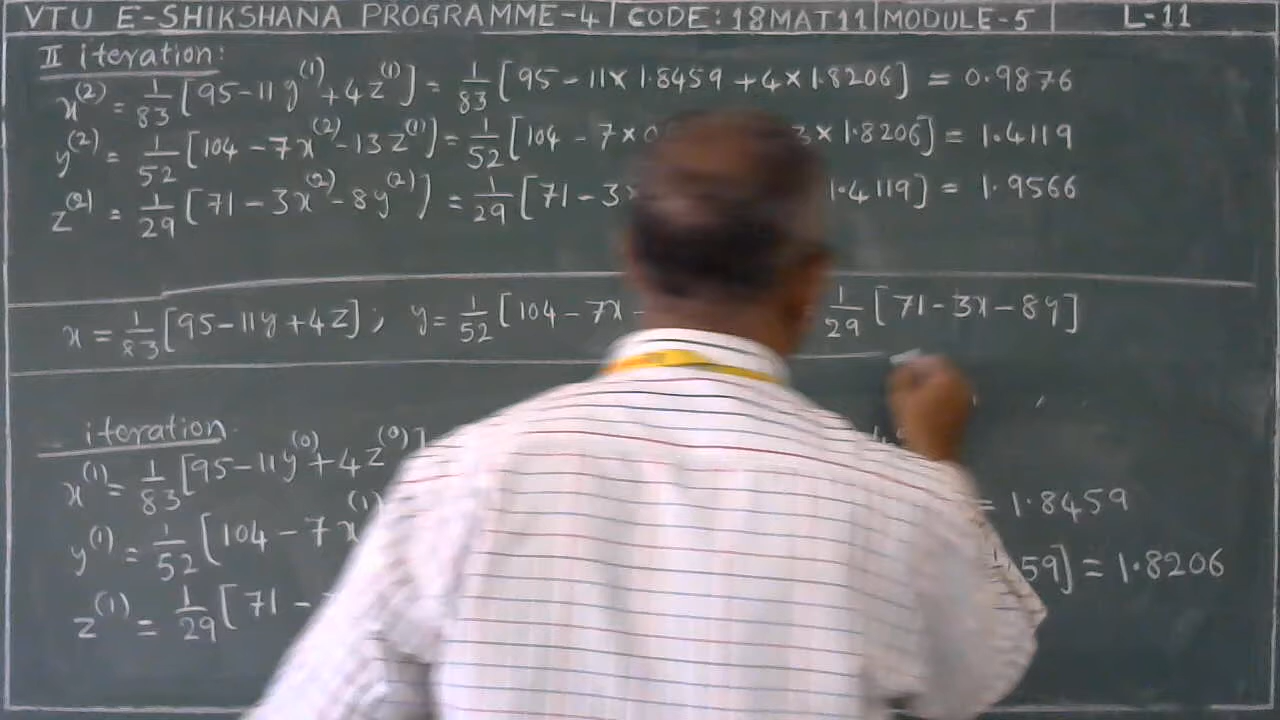 VTU E-SHIKSHANA PROGRAMME-4 | CODE: 18MAT11 | MODULE-5 | L-11
II iteration:
x⁽²⁾ = 1/83 [95 - 11y⁽¹⁾ + 4z⁽¹⁾] = 1/83 [95 - 11 × 1.8459 + 4 × 1.8206] = 0.9876
y⁽²⁾ = 1/52 [104 - 7x⁽²⁾ - 13z⁽¹⁾] = 1/52 [104 - 7 × 0 3 × 1.8206] = 1.4119
z⁽²⁾ = 1/29 [71 - 3x⁽²⁾ - 8y⁽²⁾] = 1/29 [71 - 3 1.4119] = 1.9566
x = 1/83 [95 - 11y + 4z]; y = 1/52 [104 - 7x - 1/29 [71 - 3x - 8y]
iteration
x⁽¹⁾ = 1/83 [95 - 11y⁽⁰⁾ + 4z⁽⁰⁾]
y⁽¹⁾ = 1/52 [104 - 7x⁽¹⁾ = 1.8459
z⁽¹⁾ = 1/29 [71 - 59] = 1.8206